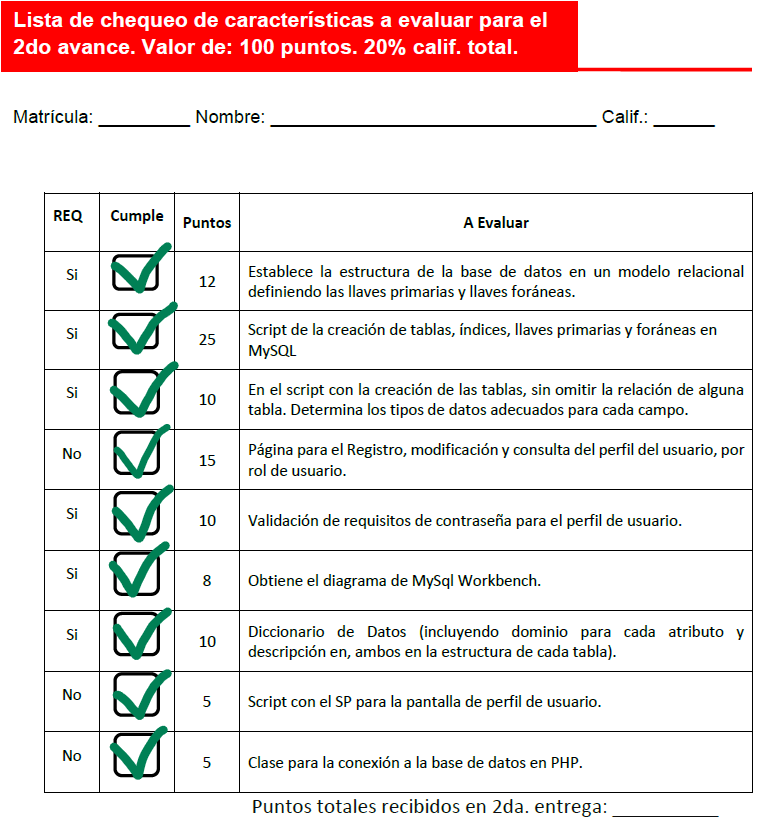 Lista de chequeo de características a evaluar para el
2do avance. Valor de: 100 puntos. 20% calif. total.
Matrícula: _________ Nombre: ________________________________ Calif.: ______
REQ Cumple Puntos A Evaluar
Si 12 Establece la estructura de la base de datos en un modelo relacional
definiendo las llaves primarias y llaves foráneas.
Si 25 Script de la creación de tablas, índices, llaves primarias y foráneas en
MySQL
Si 10 En el script con la creación de las tablas, sin omitir la relación de alguna
tabla. Determina los tipos de datos adecuados para cada campo.
No 15 Página para el Registro, modificación y consulta del perfil del usuario, por
rol de usuario.
Si 10 Validación de requisitos de contraseña para el perfil de usuario.
Si 8 Obtiene el diagrama de MySql Workbench.
Si 10 Diccionario de Datos (incluyendo dominio para cada atributo y
descripción en, ambos en la estructura de cada tabla).
No 5 Script con el SP para la pantalla de perfil de usuario.
No 5 Clase para la conexión a la base de datos en PHP.
Puntos totales recibidos en 2da. entrega: __________